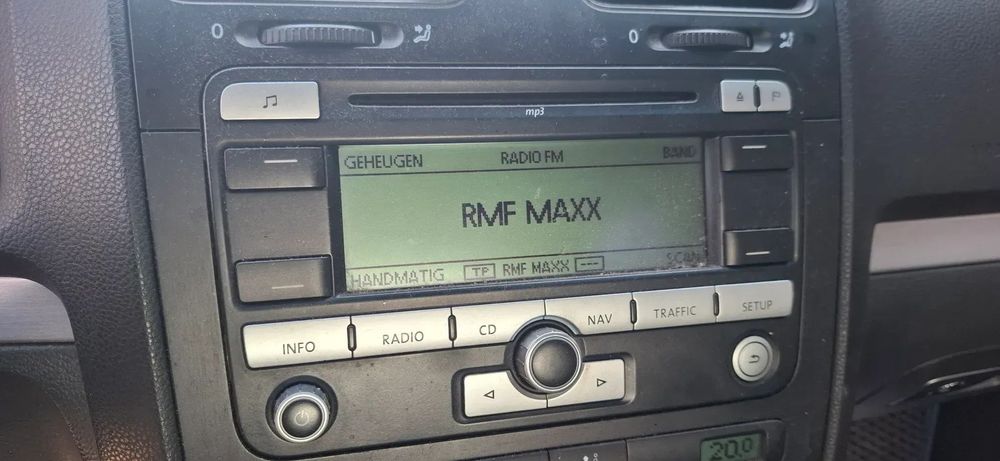 0 0
mp3
GEHEUGEN RADIO FM BAND
RMF MAXX
HANDMATIG TP RMF MAXX --- SCAN
INFO RADIO CD NAV TRAFFIC SETUP
20.0